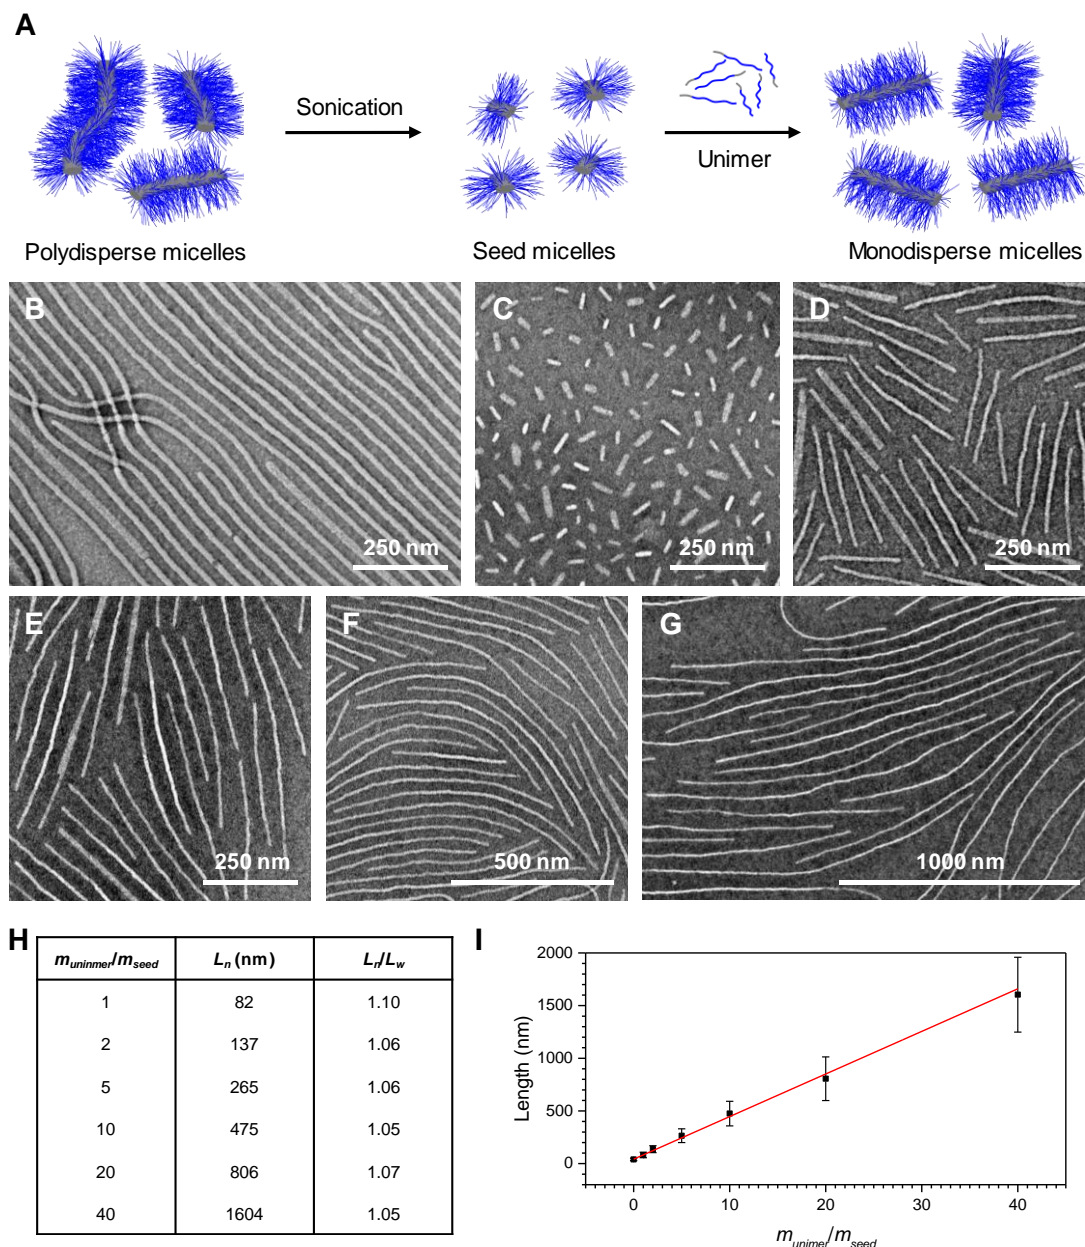 A
Sonication
Unimer
Polydisperse micelles
Seed micelles
Monodisperse micelles
B
250 nm
C
250 nm
D
250 nm
E
250 nm
F
500 nm
G
1000 nm
H
m_uninmer/m_seed L_n (nm) L_n/L_w
1 82 1.10
2 137 1.06
5 265 1.06
10 475 1.05
20 806 1.07
40 1604 1.05
I
2000
1500
1000
500
0
Length (nm)
0 10 20 30 40
m_unimer/m_seed